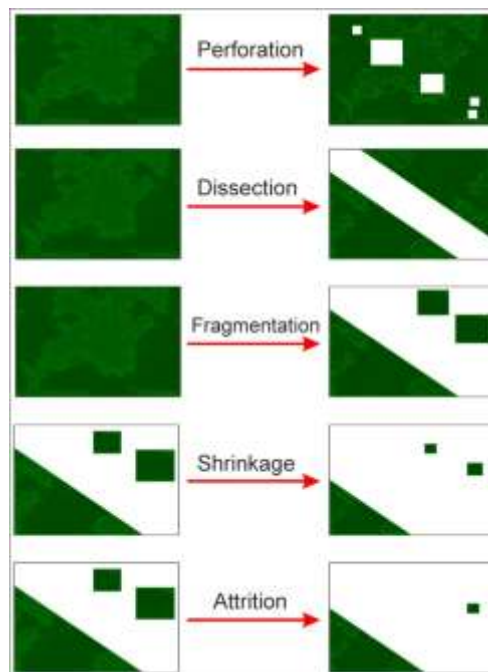 Perforation
Dissection
Fragmentation
Shrinkage
Attrition